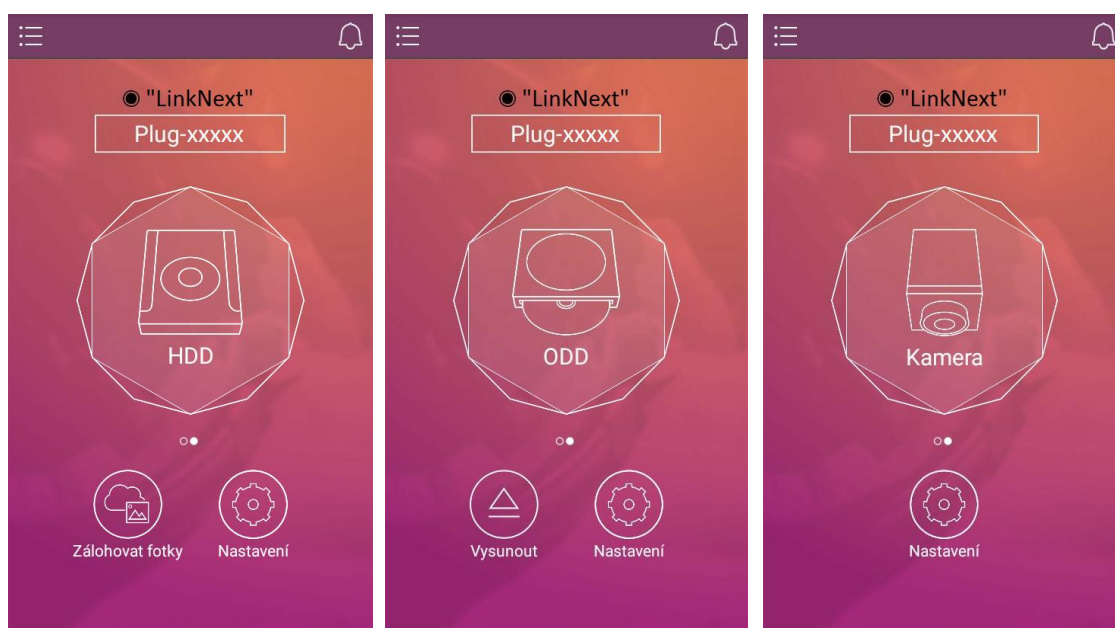 ◉ "LinkNext"
Plug-xxxxx
HDD
Zálohovat fotky
Nastavení
◉ "LinkNext"
Plug-xxxxx
ODD
Vysunout
Nastavení
◉ "LinkNext"
Plug-xxxxx
Kamera
Nastavení